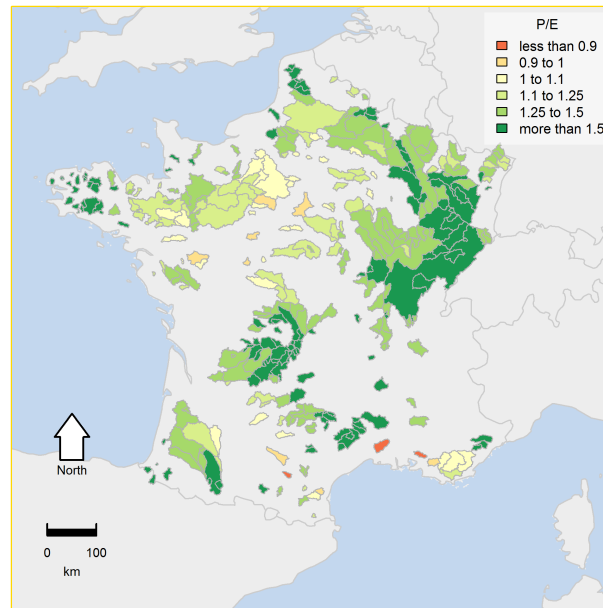 P/E
less than 0.9
0.9 to 1
1 to 1.1
1.1 to 1.25
1.25 to 1.5
more than 1.5
North
0 100
km